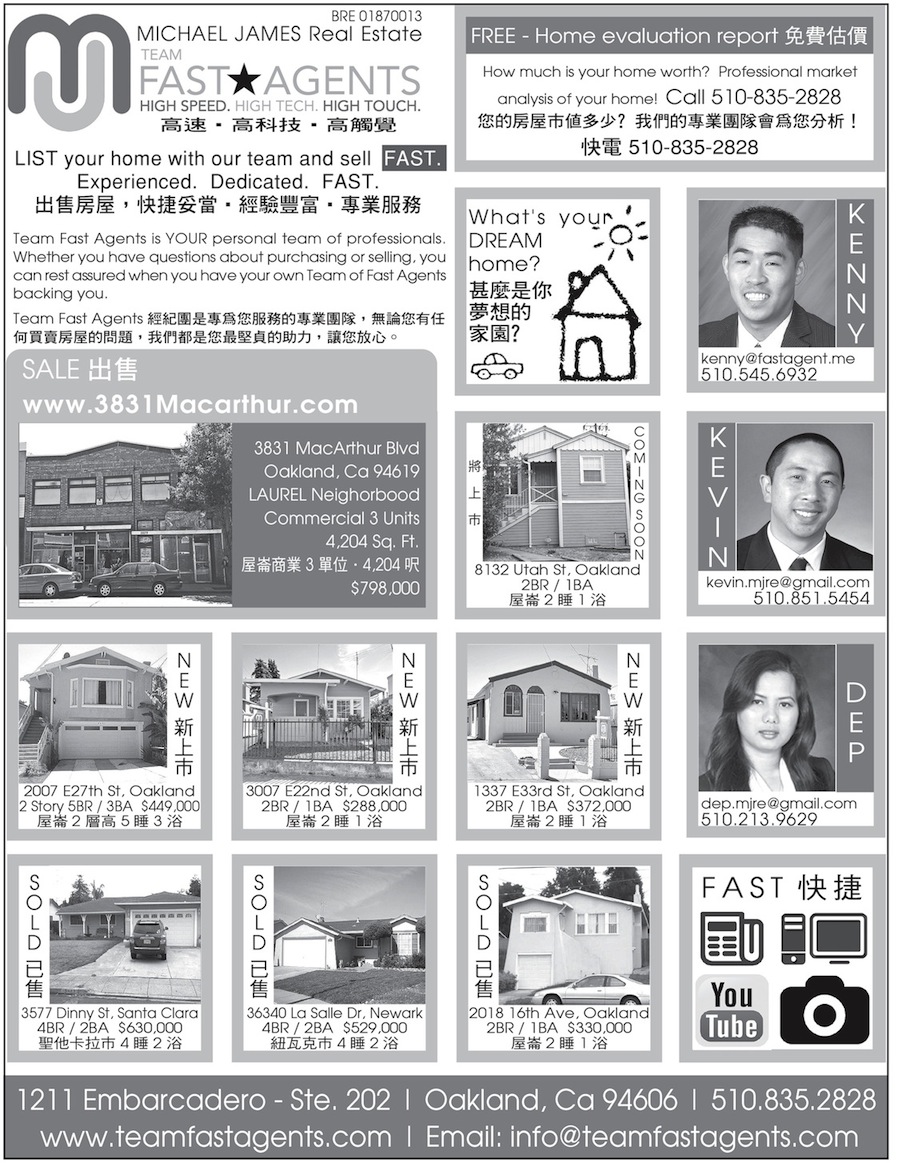 BRE 01870013
MICHAEL JAMES Real Estate
TEAM
FAST★AGENTS
HIGH SPEED. HIGH TECH. HIGH TOUCH.
高速・高科技・高觸覺
LIST your home with our team and sell FAST.
Experienced. Dedicated. FAST.
出售房屋，快捷妥當・經驗豐富・專業服務
Team Fast Agents is YOUR personal team of professionals.
Whether you have questions about purchasing or selling, you
can rest assured when you have your own Team of Fast Agents
backing you.
Team Fast Agents 經紀團是專爲您服務的專業團隊，無論您有任
何買賣房屋的問題，我們都是您最堅貞的助力，讓您放心。
FREE - Home evaluation report 免費估價
How much is your home worth? Professional market
analysis of your home! Call 510-835-2828
您的房屋市値多少? 我們的專業團隊會爲您分析！
快電 510-835-2828
What's your
DREAM
home?
甚麼是你
夢想的
家園?
KENNY
kenny@fastagent.me
510.545.6932
SALE 出售
www.3831Macarthur.com
3831 MacArthur Blvd
Oakland, Ca 94619
LAUREL Neighorbood
Commercial 3 Units
4,204 Sq. Ft.
屋崙商業 3 單位・4,204 呎
$798,000
將上市
COMING SOON
8132 Utah St, Oakland
2BR / 1BA
屋崙 2 睡 1 浴
KEVIN
kevin.mjre@gmail.com
510.851.5454
NEW 新上市
2007 E27th St, Oakland
2 Story 5BR / 3BA $449,000
屋崙 2 層高 5 睡 3 浴
NEW 新上市
3007 E22nd St, Oakland
2BR / 1BA $288,000
屋崙 2 睡 1 浴
NEW 新上市
1337 E33rd St, Oakland
2BR / 1BA $372,000
屋崙 2 睡 1 浴
DEP
dep.mjre@gmail.com
510.213.9629
SOLD 已售
3577 Dinny St, Santa Clara
4BR / 2BA $630,000
聖他卡拉市 4 睡 2 浴
SOLD 已售
36340 La Salle Dr, Newark
4BR / 2BA $529,000
紐瓦克市 4 睡 2 浴
SOLD 已售
2018 16th Ave, Oakland
2BR / 1BA $330,000
屋崙 2 睡 1 浴
FAST 快捷
You
Tube
1211 Embarcadero - Ste. 202 | Oakland, Ca 94606 | 510.835.2828
www.teamfastagents.com | Email: info@teamfastagents.com